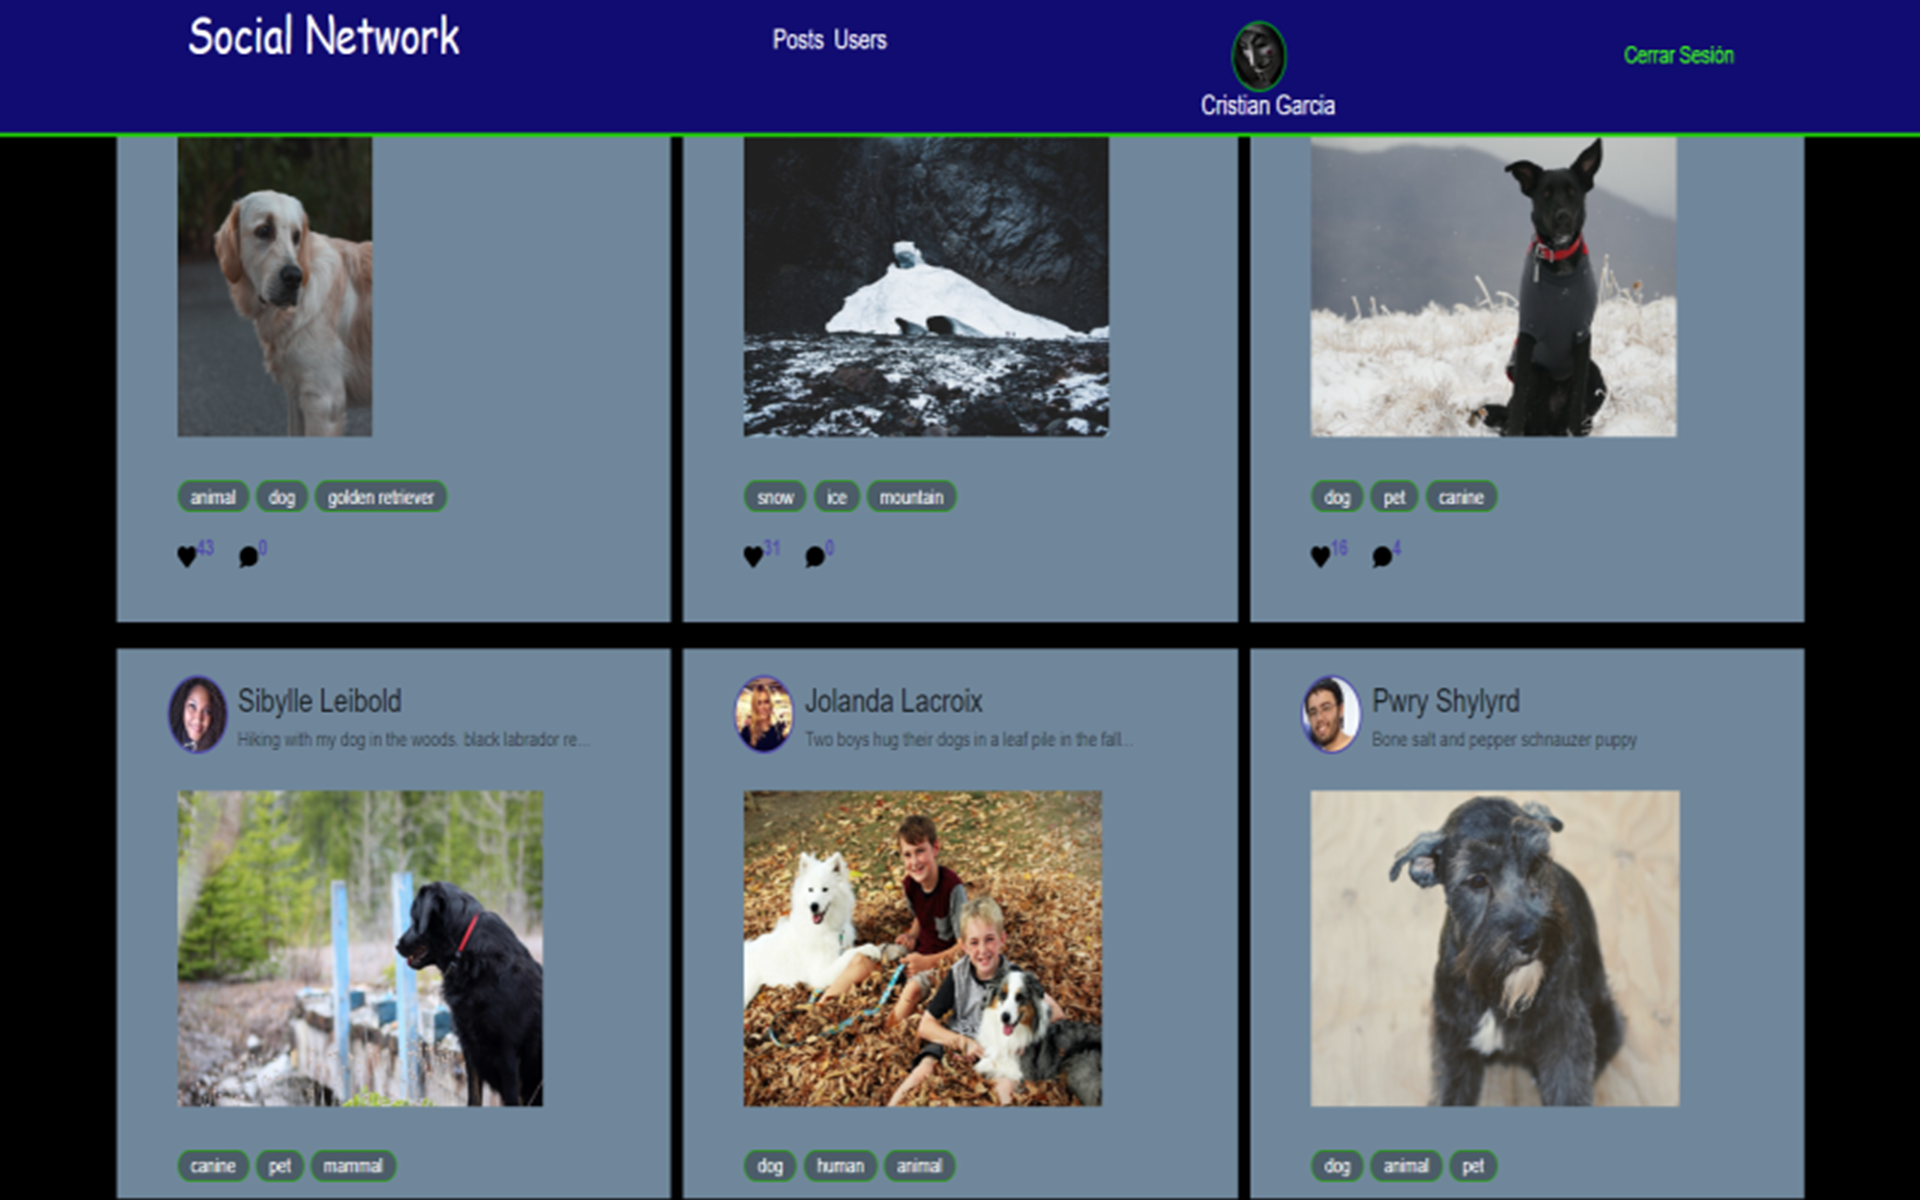 Social Network
Posts Users
Cristian Garcia
Cerrar Sesión
animal dog golden retriever
43 0
snow ice mountain
31 0
dog pet canine
16 4
Sibylle Leibold
Hiking with my dog in the woods. black labrador re...
Jolanda Lacroix
Two boys hug their dogs in a leaf pile in the fall...
Pwry Shylyrd
Bone salt and pepper schnauzer puppy
canine pet mammal
dog human animal
dog animal pet